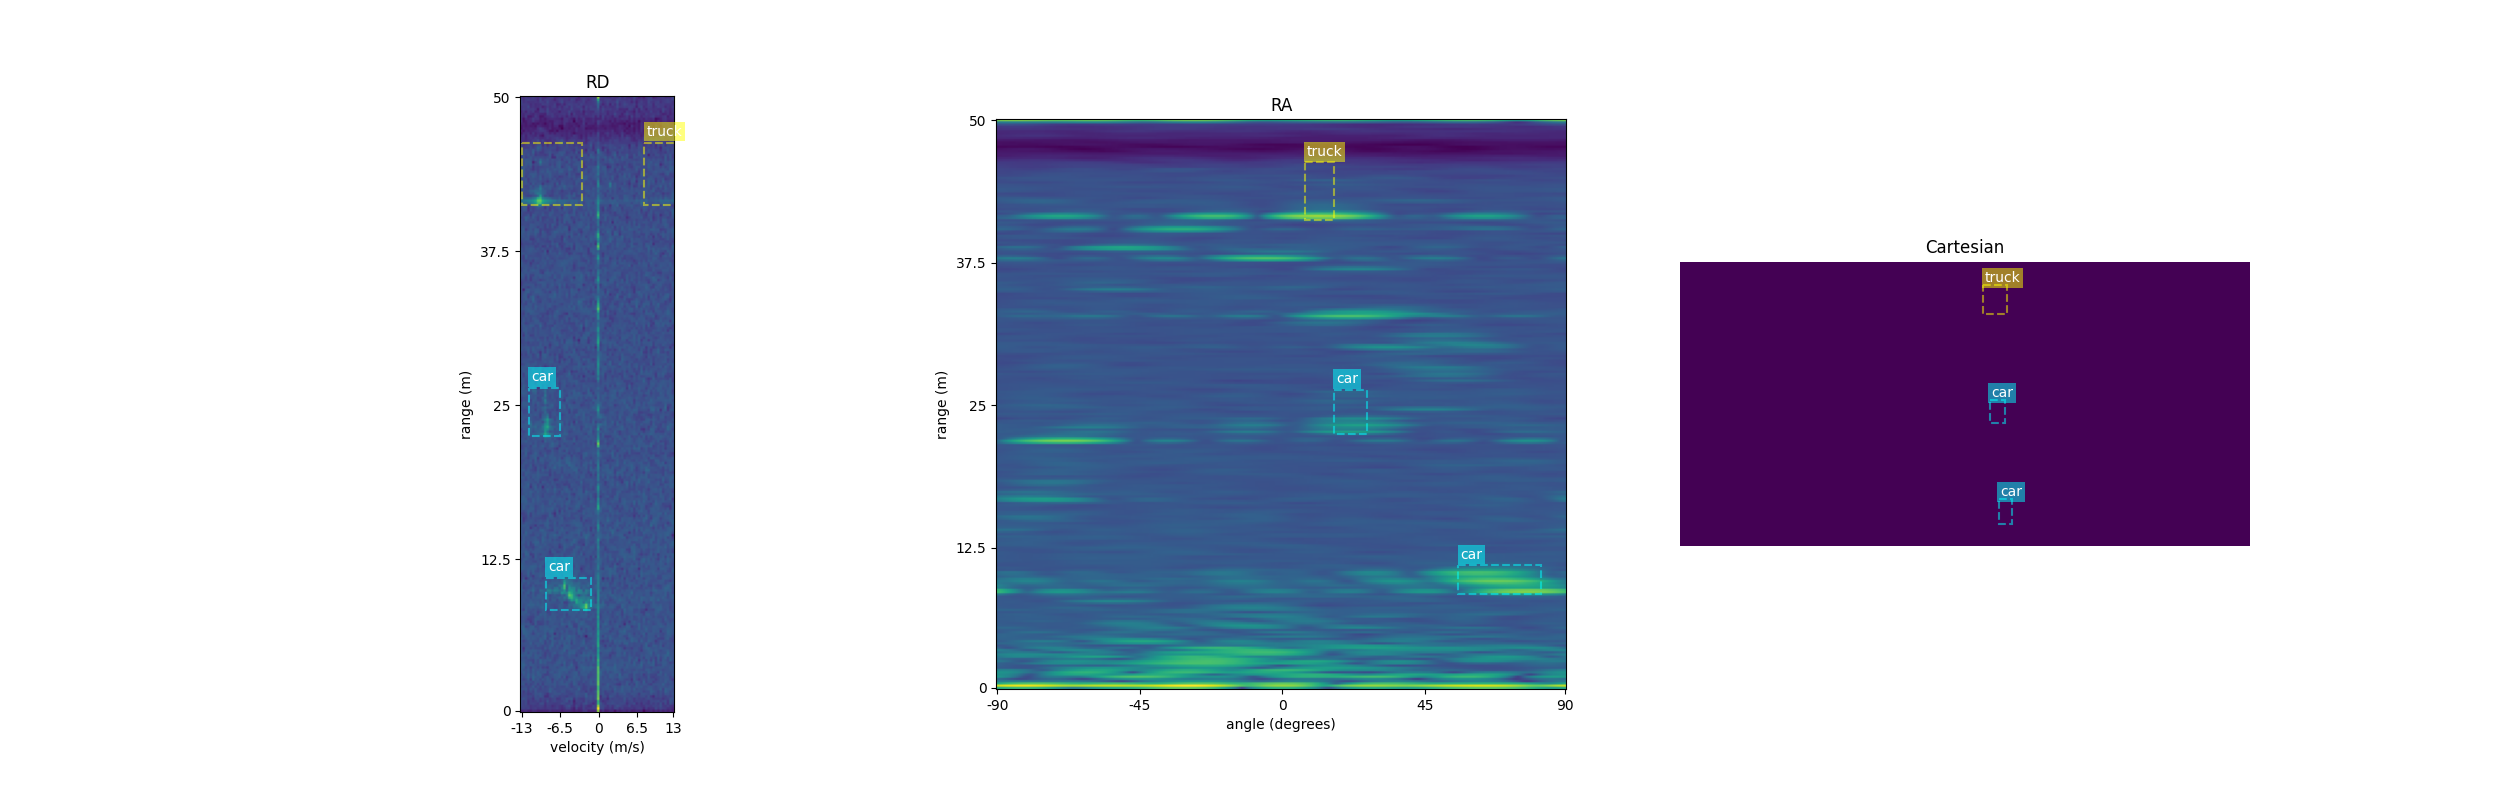 RD
50
37.5
25
12.5
0
range (m)
truck
car
car
-13 -6.5 0 6.5 13
velocity (m/s)
RA
50
37.5
25
12.5
0
range (m)
truck
car
car
-90 -45 0 45 90
angle (degrees)
Cartesian
truck
car
car